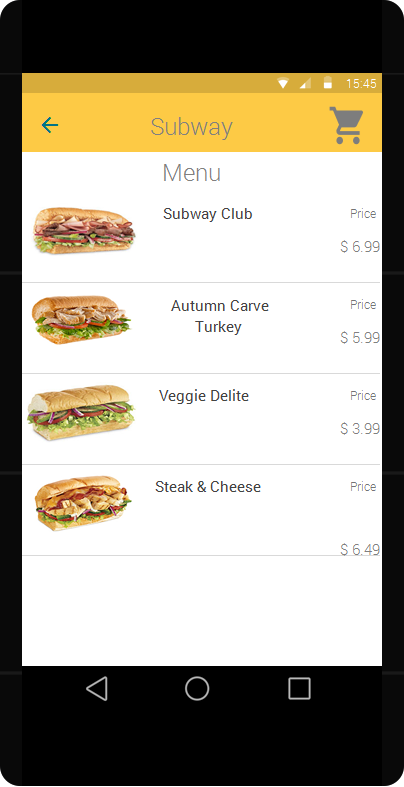 15:45
Subway
Menu
Subway Club
Price
$ 6.99
Autumn Carve
Turkey
Price
$ 5.99
Veggie Delite
Price
$ 3.99
Steak & Cheese
Price
$ 6.49